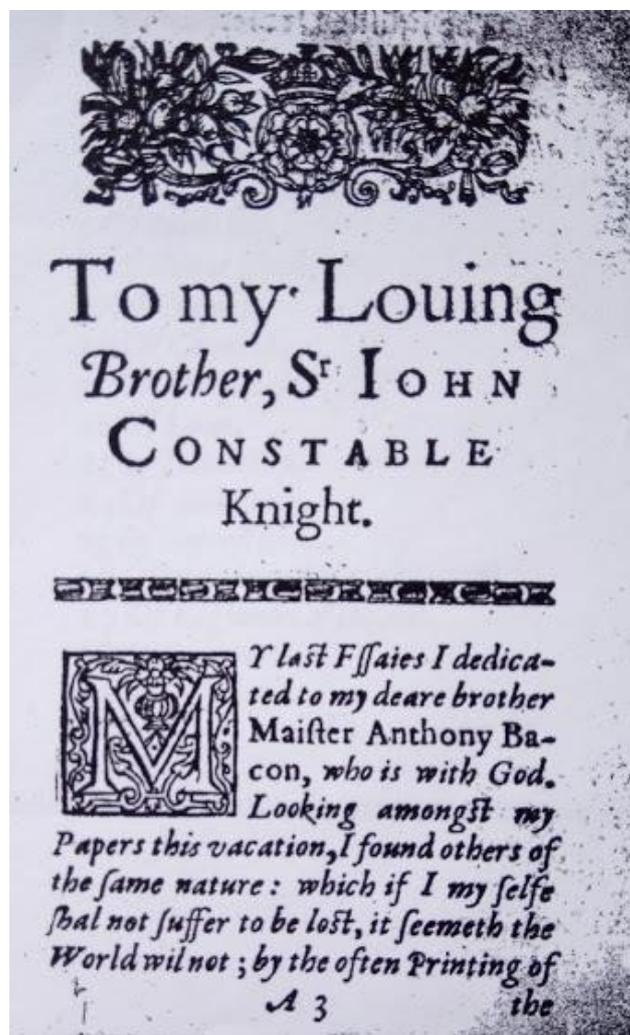 To my Louing
Brother, Sr IOHN
CONSTABLE
Knight.
MY laſt Eſſaies I dedica-
ted to my deare brother
Maiſter Anthony Ba-
con, who is with God.
Looking amongſt my
Papers this vacation, I found others of
the ſame nature: which if I my ſelfe
ſhal not ſuffer to be loſt, it ſeemeth the
World wil not; by the often Printing of
A 3
the